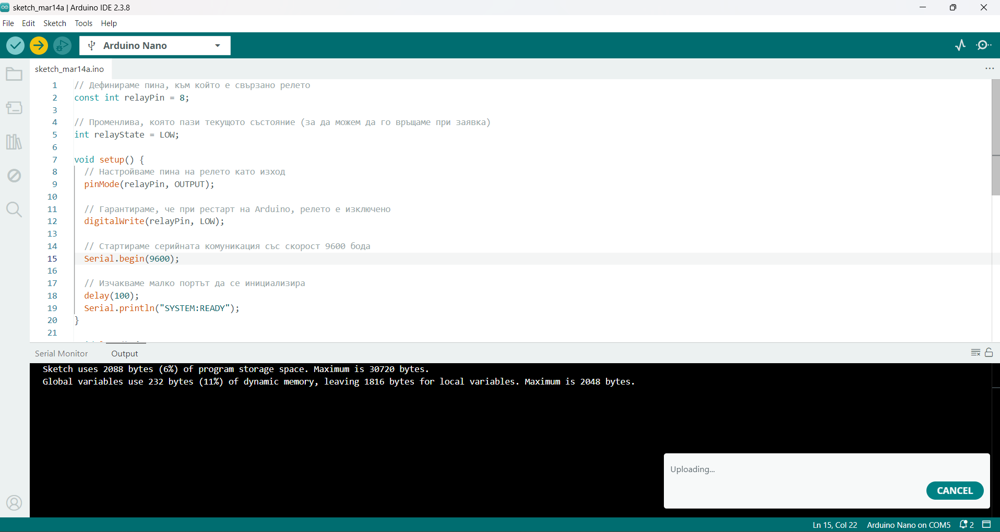 sketch_mar14a | Arduino IDE 2.3.8
File Edit Sketch Tools Help
Arduino Nano
sketch_mar14a.ino
1 // Дефинираме пина, към който е свързано релето
2 const int relayPin = 8;
3
4 // Променлива, която пази текущото състояние (за да можем да го връщаме при заявка)
5 int relayState = LOW;
6
7 void setup() {
8 // Настройваме пина на релето като изход
9 pinMode(relayPin, OUTPUT);
10
11 // Гарантираме, че при рестарт на Arduino, релето е изключено
12 digitalWrite(relayPin, LOW);
13
14 // Стартираме серийната комуникация със скорост 9600 бода
15 Serial.begin(9600);
16
17 // Изчакваме малко портът да се инициализира
18 delay(100);
19 Serial.println("SYSTEM:READY");
20 }
21
Serial Monitor Output
Sketch uses 2088 bytes (6%) of program storage space. Maximum is 30720 bytes.
Global variables use 232 bytes (11%) of dynamic memory, leaving 1816 bytes for local variables. Maximum is 2048 bytes.
Uploading...
CANCEL
Ln 15, Col 22 Arduino Nano on COM5 2